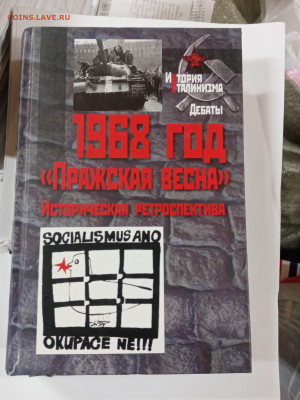 COINS.LAVE.RU
История
Сталинизма
Дебаты
1968 год
«Пражская весна»
Историческая ретроспектива
SOCIALISMUS ANO
OKUPACE NE!!!